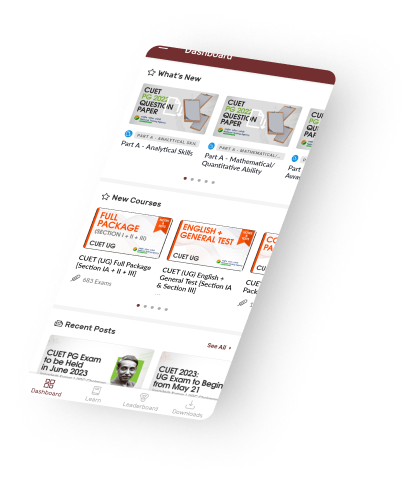 Dashboard
What's New
CUET
PG 2023
QUESTION
PAPER
CUET
PG 2023
QUESTION
PAPER
CUET
PART A - ANALYTICAL SKIL
PART A - MATHEMATICAL/...
Part A - Analytical Skills
Part A - Mathematical/
Quantitative Ability
Part
New Courses
FULL
PACKAGE
(SECTION I + II + III)
CUET UG
ENGLISH +
GENERAL TEST
CUET UG
CUET (UG) Full Package
[Section IA + II + III]
683 Exams
CUET (UG) English +
General Test [Section IA
& Section III]
CUET
Pack
Recent Posts
See All
CUET PG Exam
to be Held
in June 2023
CUET 2023:
UG Exam to Begin
from May 21
Dashboard
Learn
Leaderboard
Downloads